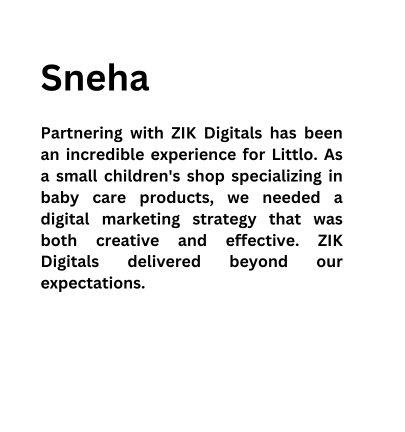 Sneha
Partnering with ZIK Digitals has been
an incredible experience for Littlo. As
a small children's shop specializing in
baby care products, we needed a
digital marketing strategy that was
both creative and effective. ZIK
Digitals delivered beyond our
expectations.